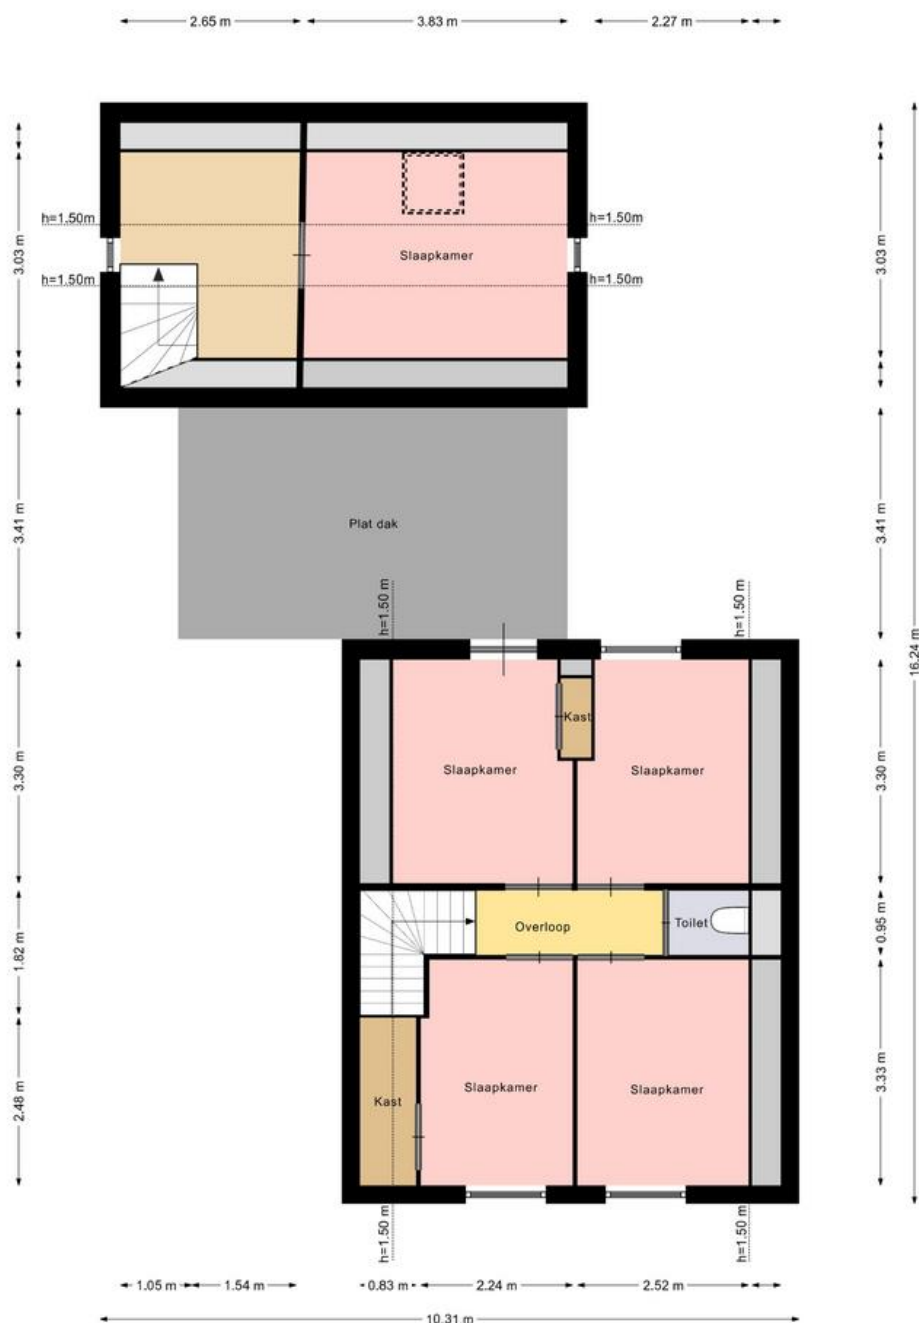 2.65 m 3.83 m 2.27 m
h=1.50m h=1.50m
3.03 m Slaapkamer 3.03 m
h=1.50m h=1.50m
3.41 m Plat dak 3.41 m
h=1.50 m h=1.50 m
16.24 m
Kast
3.30 m Slaapkamer Slaapkamer 3.30 m
1.82 m Overloop Toilet 0.95 m
2.48 m Kast Slaapkamer Slaapkamer 3.33 m
h=1.50 m h=1.50 m
1.05 m 1.54 m 0.83 m 2.24 m 2.52 m
10.31 m